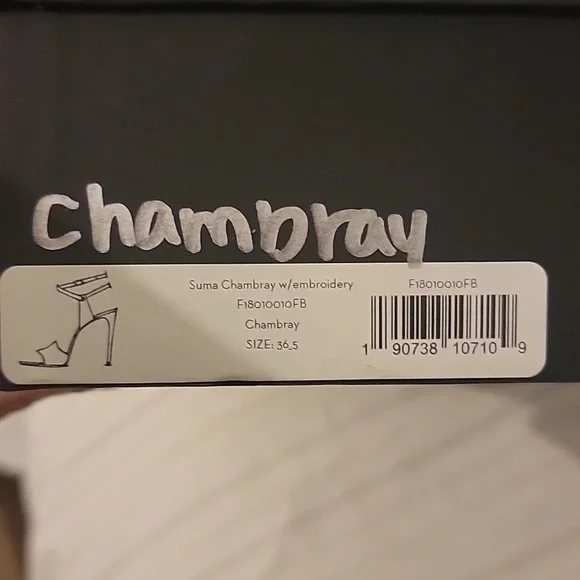 Chambray
Suma Chambray w/embroidery
F18010010FB
Chambray
SIZE: 36.5
F18010010FB
1 90738 10710 9